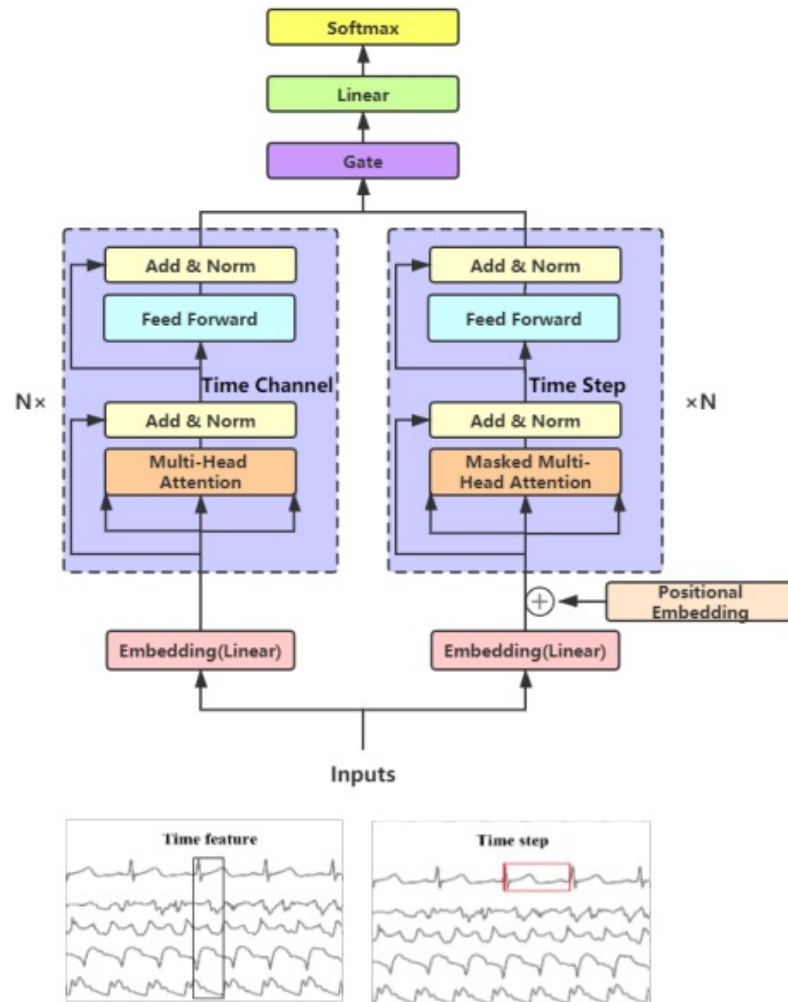 Softmax
Linear
Gate
Add & Norm
Feed Forward
Time Channel
Add & Norm
Multi-Head
Attention
N×
Add & Norm
Feed Forward
Time Step
Add & Norm
Masked Multi-
Head Attention
×N
Positional
Embedding
Embedding(Linear)
Embedding(Linear)
Inputs
Time feature
Time step